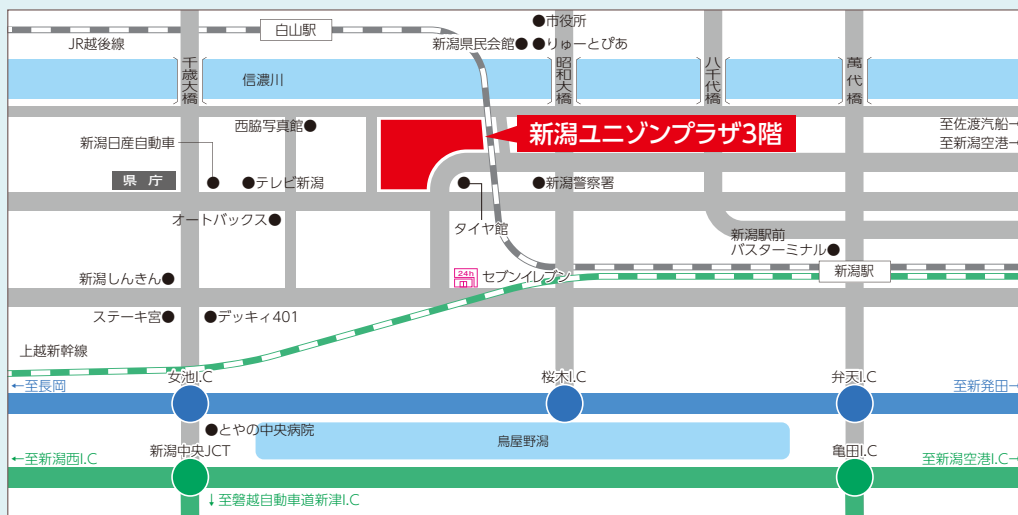 ●市役所
白山駅
JR越後線
新潟県民会館●
●りゅーとぴあ
千歳大橋
信濃川
昭和大橋
八千代橋
萬代橋
西脇写真館●
新潟ユニゾンプラザ3階
至佐渡汽船→
至新潟空港→
新潟日産自動車
県庁
●テレビ新潟
●新潟警察署
オートバックス●
タイヤ館
新潟駅前
バスターミナル●
新潟駅
新潟しんきん●
24h
セブンイレブン
ステーキ宮●
●デッキィ401
上越新幹線
女池I.C
桜木I.C
弁天I.C
←至長岡
至新発田→
●とやの中央病院
鳥屋野潟
新潟中央JCT
亀田I.C
←至新潟西I.C
至新潟空港I.C→
↓至磐越自動車道新津I.C